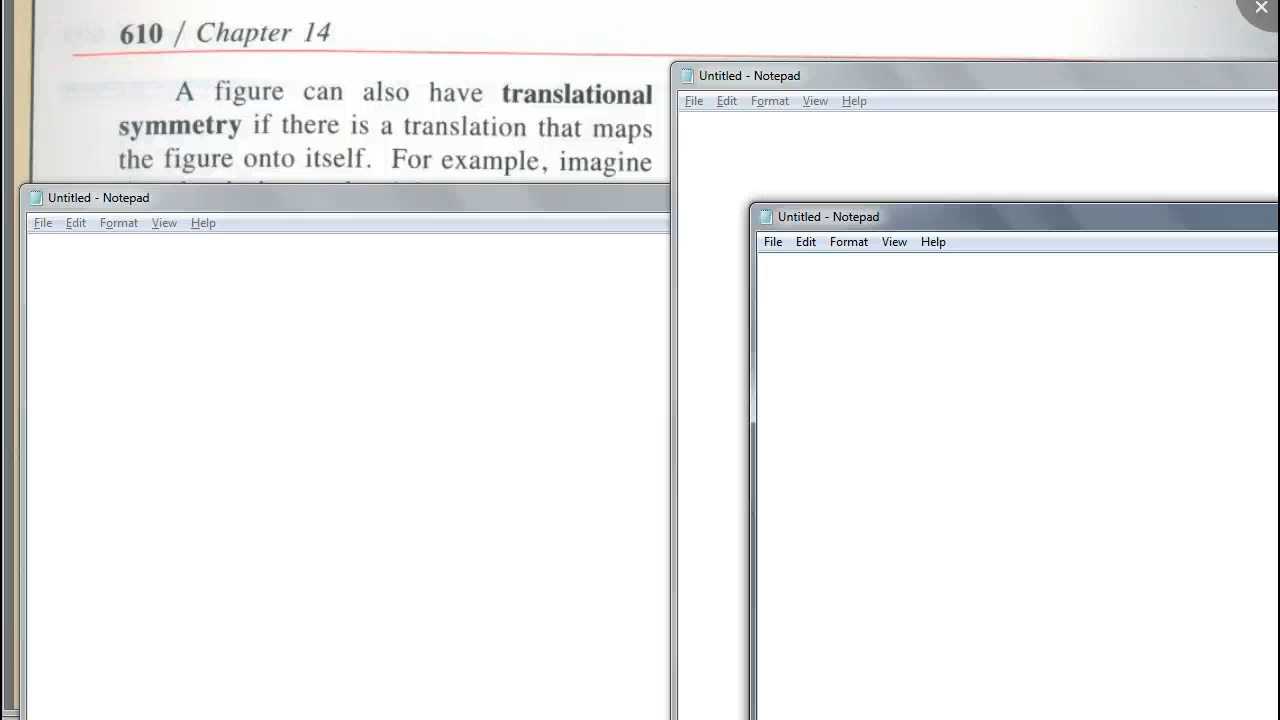 610 / Chapter 14
A figure can also have translational
symmetry if there is a translation that maps
the figure onto itself. For example, imagine
Untitled - Notepad
File Edit Format View Help
Untitled - Notepad
File Edit Format View Help
Untitled - Notepad
File Edit Format View Help